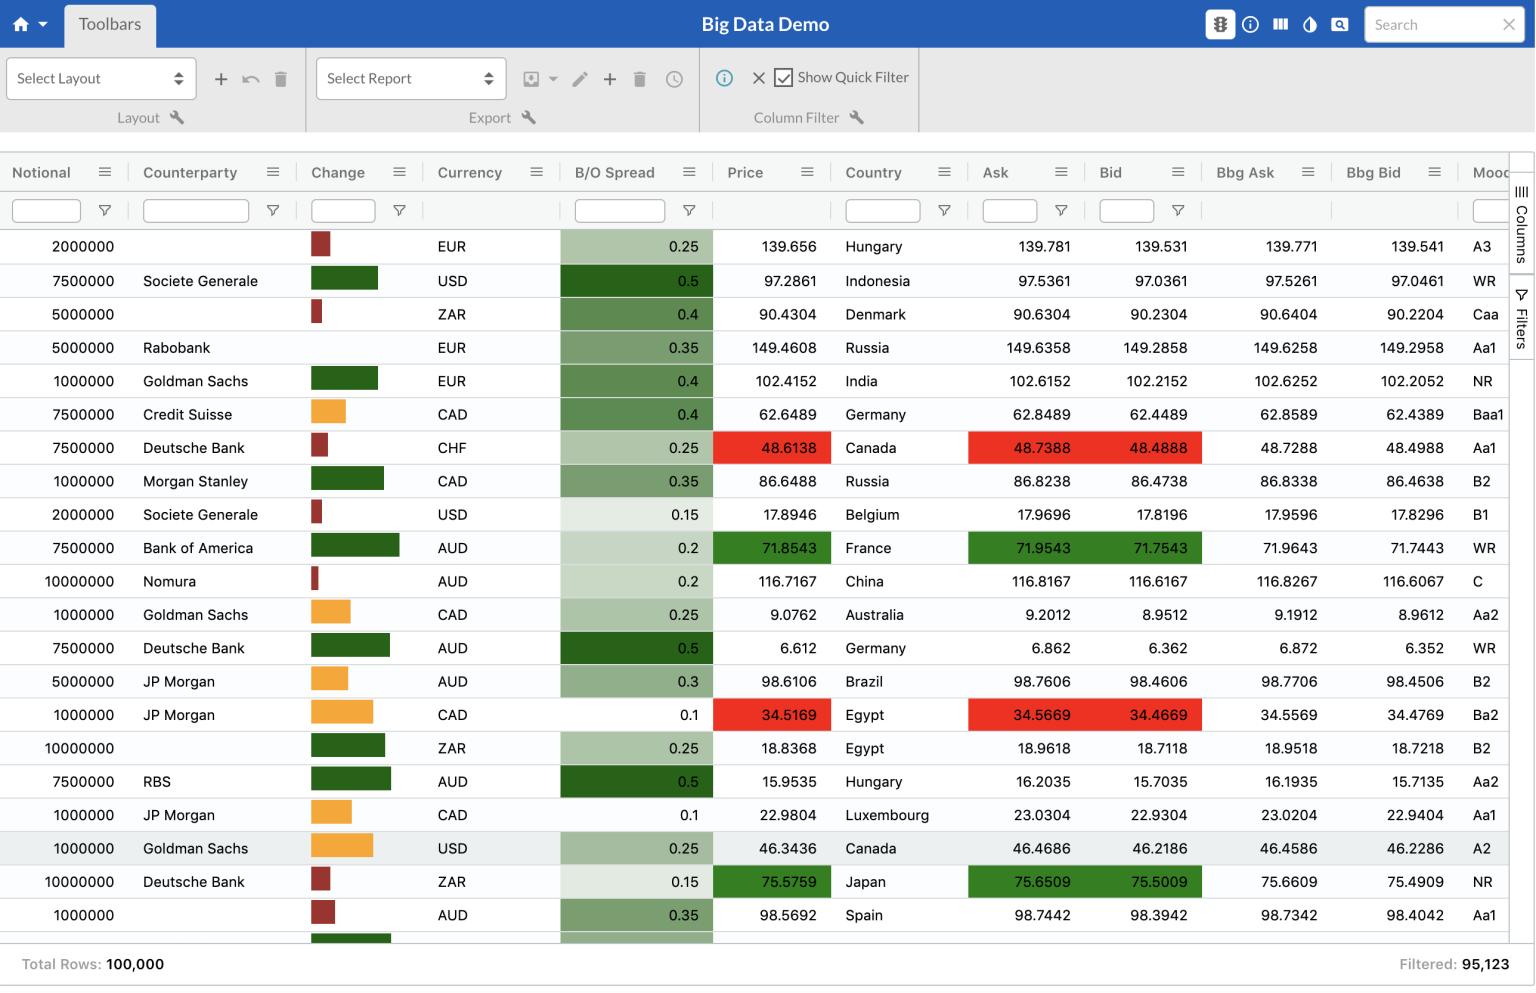 Toolbars Big Data Demo Search
Select Layout Select Report Show Quick Filter
Layout Export Column Filter
Notional Counterparty Change Currency B/O Spread Price Country Ask Bid Bbg Ask Bbg Bid Mood
2000000 EUR 0.25 139.656 Hungary 139.781 139.531 139.771 139.541 A3
7500000 Societe Generale USD 0.5 97.2861 Indonesia 97.5361 97.0361 97.5261 97.0461 WR
5000000 ZAR 0.4 90.4304 Denmark 90.6304 90.2304 90.6404 90.2204 Caa
5000000 Rabobank EUR 0.35 149.4608 Russia 149.6358 149.2858 149.6258 149.2958 Aa1
1000000 Goldman Sachs EUR 0.4 102.4152 India 102.6152 102.2152 102.6252 102.2052 NR
7500000 Credit Suisse CAD 0.4 62.6489 Germany 62.8489 62.4489 62.8589 62.4389 Baa1
7500000 Deutsche Bank CHF 0.25 48.6138 Canada 48.7388 48.4888 48.7288 48.4988 Aa1
1000000 Morgan Stanley CAD 0.35 86.6488 Russia 86.8238 86.4738 86.8338 86.4638 B2
2000000 Societe Generale USD 0.15 17.8946 Belgium 17.9696 17.8196 17.9596 17.8296 B1
7500000 Bank of America AUD 0.2 71.8543 France 71.9543 71.7543 71.9643 71.7443 WR
10000000 Nomura AUD 0.2 116.7167 China 116.8167 116.6167 116.8267 116.6067 C
1000000 Goldman Sachs CAD 0.25 9.0762 Australia 9.2012 8.9512 9.1912 8.9612 Aa2
7500000 Deutsche Bank AUD 0.5 6.612 Germany 6.862 6.362 6.872 6.352 WR
5000000 JP Morgan AUD 0.3 98.6106 Brazil 98.7606 98.4606 98.7706 98.4506 B2
1000000 JP Morgan CAD 0.1 34.5169 Egypt 34.5669 34.4669 34.5569 34.4769 Ba2
10000000 ZAR 0.25 18.8368 Egypt 18.9618 18.7118 18.9518 18.7218 B2
7500000 RBS AUD 0.5 15.9535 Hungary 16.2035 15.7035 16.1935 15.7135 Aa2
1000000 JP Morgan CAD 0.1 22.9804 Luxembourg 23.0304 22.9304 23.0204 22.9404 Aa1
1000000 Goldman Sachs USD 0.25 46.3436 Canada 46.4686 46.2186 46.4586 46.2286 A2
10000000 Deutsche Bank ZAR 0.15 75.5759 Japan 75.6509 75.5009 75.6609 75.4909 NR
1000000 AUD 0.35 98.5692 Spain 98.7442 98.3942 98.7342 98.4042 Aa1
Columns
Filters
Total Rows: 100,000 Filtered: 95,123